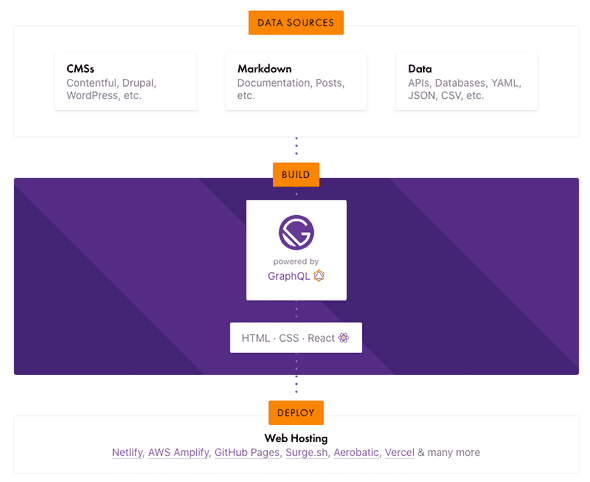 DATA SOURCES
CMSs
Contentful, Drupal,
WordPress, etc.
Markdown
Documentation, Posts,
etc.
Data
APIs, Databases, YAML,
JSON, CSV, etc.
BUILD
powered by
GraphQL
HTML · CSS · React
DEPLOY
Web Hosting
Netlify, AWS Amplify, GitHub Pages, Surge.sh, Aerobatic, Vercel & many more